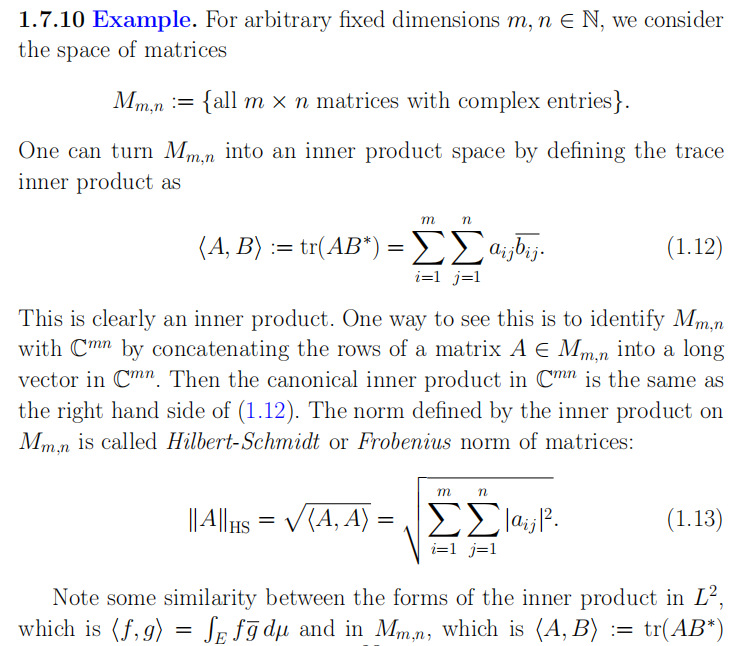 1.7.10 Example. For arbitrary fixed dimensions m, n ∈ ℕ, we consider
the space of matrices
M_{m,n} := {all m × n matrices with complex entries}.
One can turn M_{m,n} into an inner product space by defining the trace
inner product as
⟨A, B⟩ := tr(AB*) = ∑_{i=1}^{m} ∑_{j=1}^{n} a_{ij} \overline{b_{ij}}. (1.12)
This is clearly an inner product. One way to see this is to identify M_{m,n}
with ℂ^{mn} by concatenating the rows of a matrix A ∈ M_{m,n} into a long
vector in ℂ^{mn}. Then the canonical inner product in ℂ^{mn} is the same as
the right hand side of (1.12). The norm defined by the inner product on
M_{m,n} is called Hilbert-Schmidt or Frobenius norm of matrices:
‖A‖_{HS} = √⟨A, A⟩ = √(∑_{i=1}^{m} ∑_{j=1}^{n} |a_{ij}|²). (1.13)
Note some similarity between the forms of the inner product in L²,
which is ⟨f, g⟩ = ∫_E f \overline{g} dμ and in M_{m,n}, which is ⟨A, B⟩ := tr(AB*)